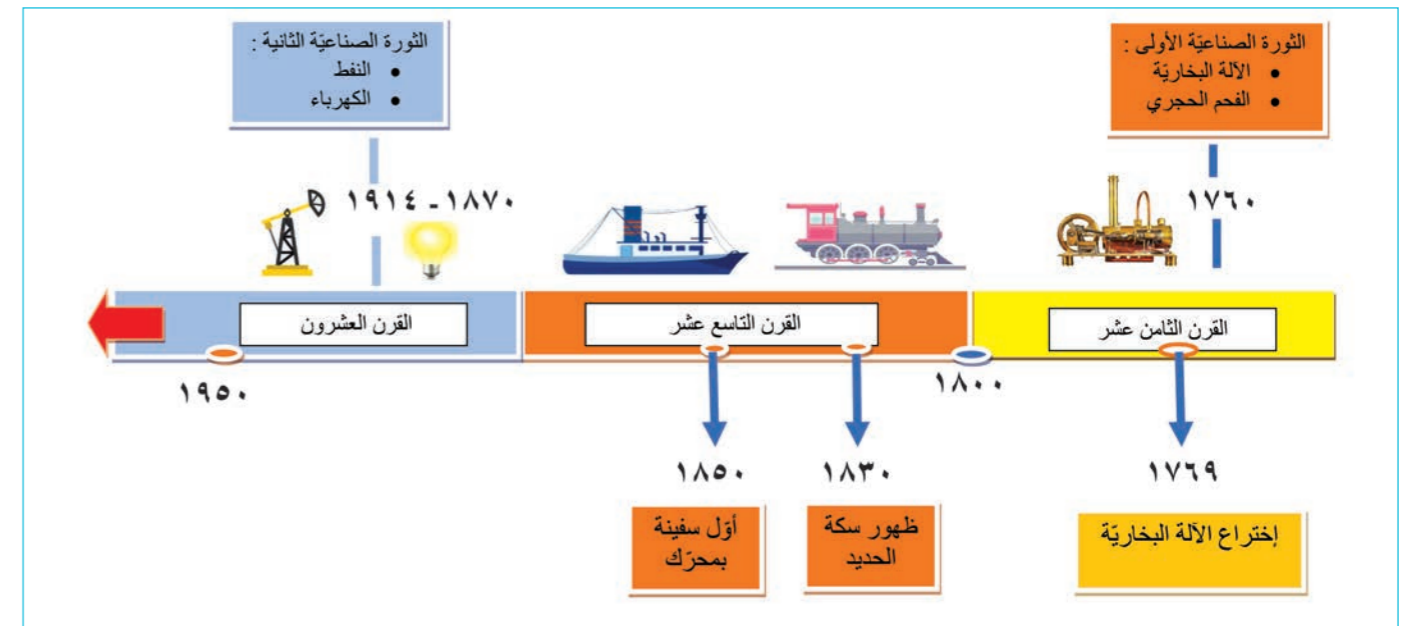 الثورة الصناعيّة الأولى :
• الآلة البخاريّة
• الفحم الحجري
الثورة الصناعيّة الثانية :
• النفط
• الكهرباء
١٧٦٠
١٨٧٠ - ١٩١٤
القرن الثامن عشر
القرن التاسع عشر
القرن العشرون
١٨٠٠
١٩٥٠
١٧٦٩
١٨٣٠
١٨٥٠
إختراع الآلة البخاريّة
ظهور سكة
الحديد
أوّل سفينة
بمحرّك